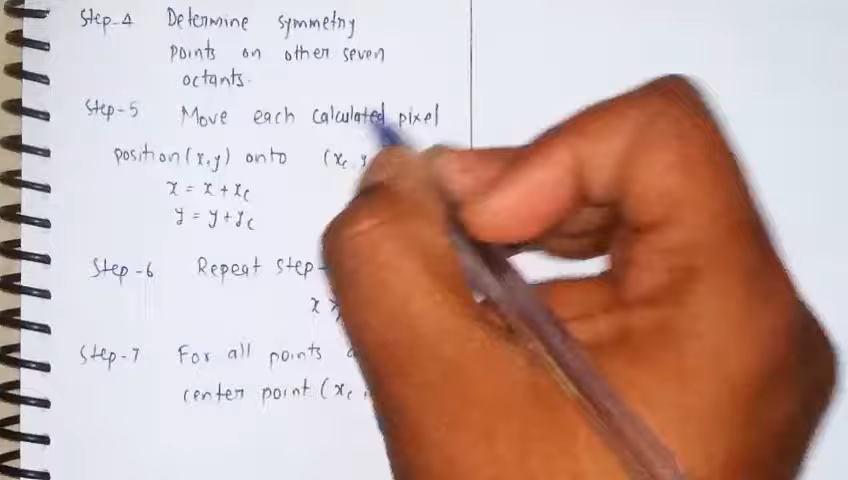 Step-4 Determine symmetry
points on other seven
octants.
Step-5 Move each calculated pixel
position (x,y) onto (xc, y
x = x + xc
y = y + yc
Step-6 Repeat step-
x
Step-7 For all points
center point (xc,